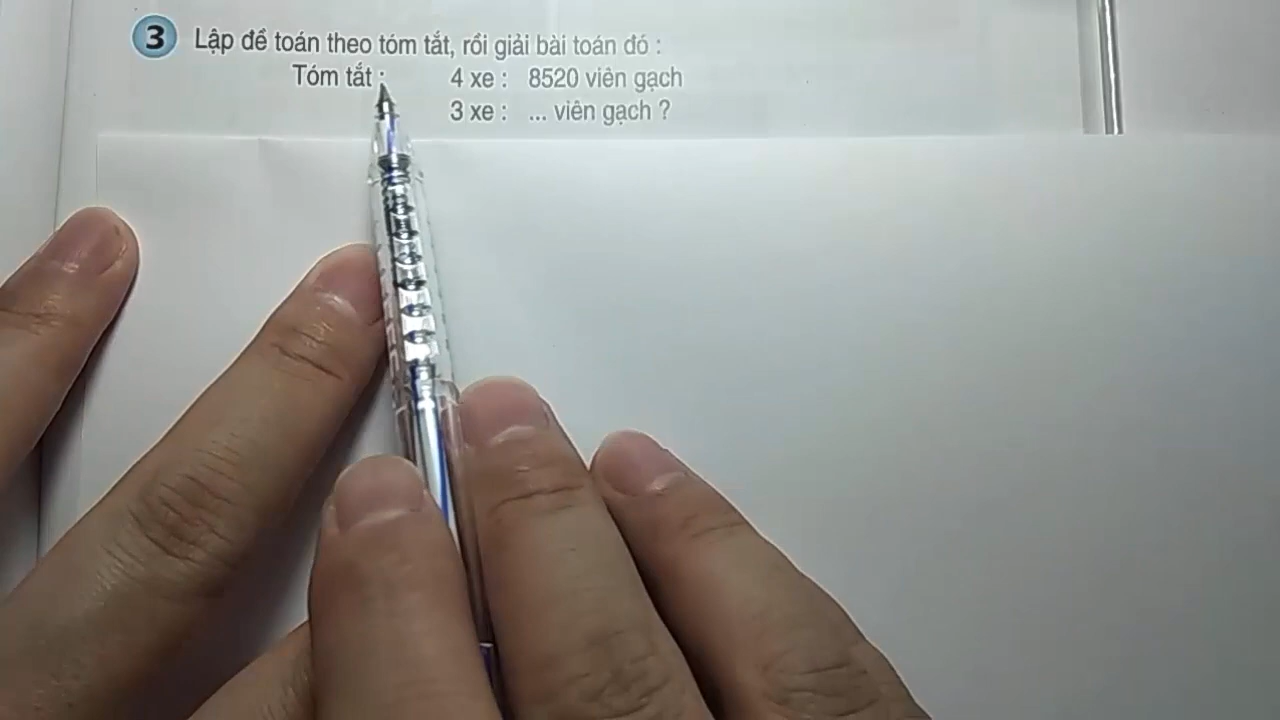 3 Lập đề toán theo tóm tắt, rồi giải bài toán đó :
Tóm tắt : 4 xe : 8520 viên gạch
3 xe : ... viên gạch ?